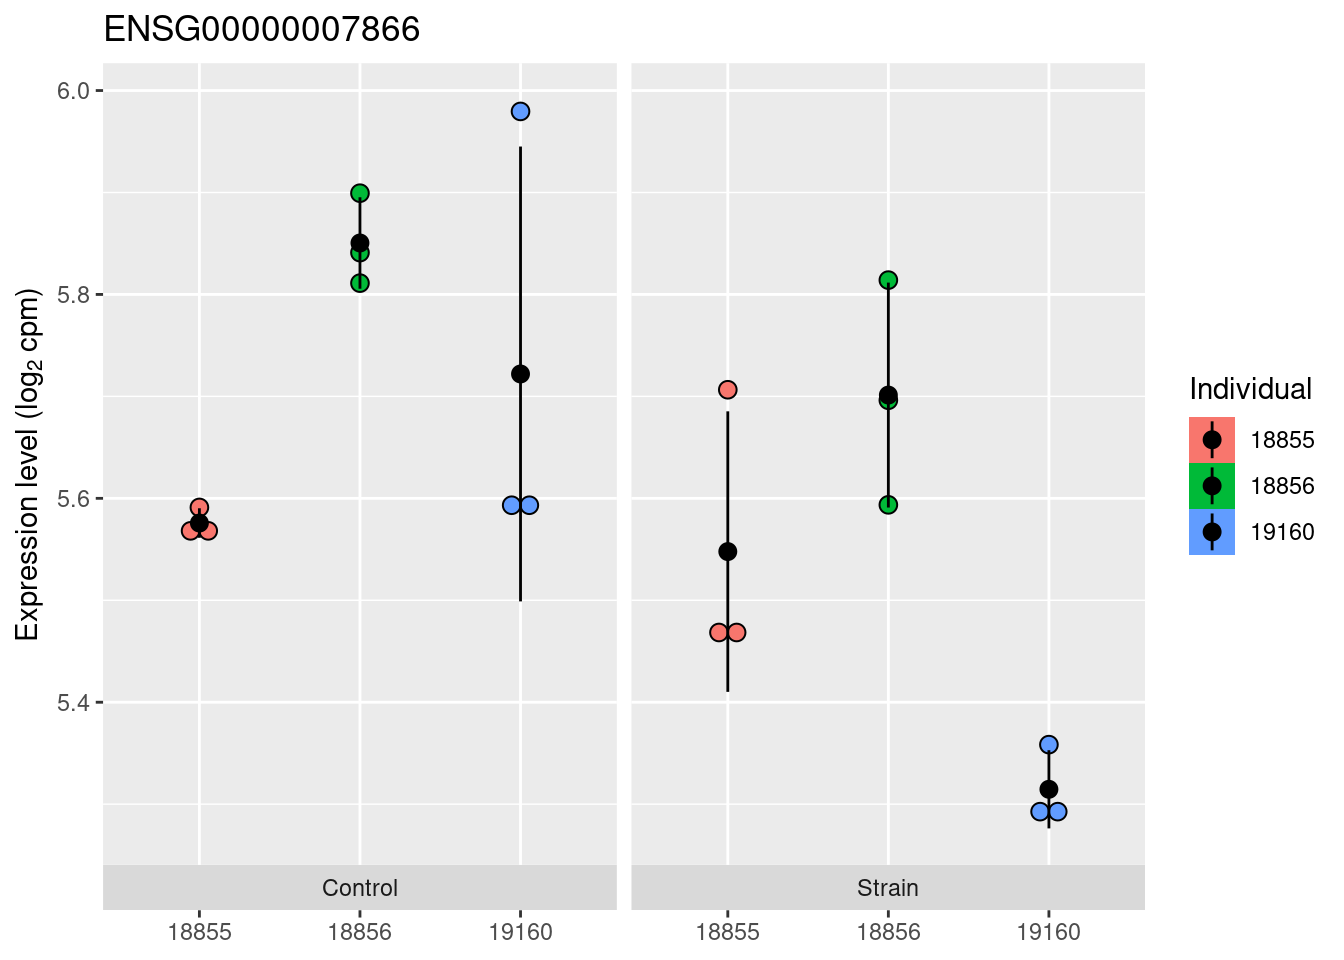 ENSG00000007866
Expression level (log₂ cpm)
6.0
5.8
5.6
5.4
Control
Strain
18855
18856
19160
18855
18856
19160
Individual
18855
18856
19160